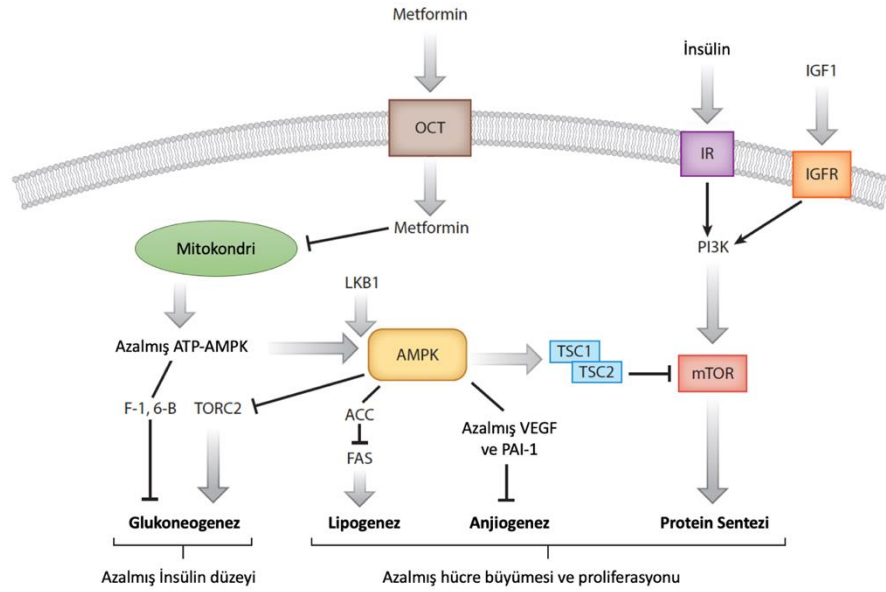 Metformin
İnsülin
IGF1
OCT
IR
IGFR
Metformin
Mitokondri
PI3K
LKB1
Azalmış ATP-AMPK
AMPK
TSC1
TSC2
mTOR
F-1, 6-B
TORC2
ACC
FAS
Azalmış VEGF
ve PAI-1
Glukoneogenez
Lipogenez
Anjiogenez
Protein Sentezi
Azalmış İnsülin düzeyi
Azalmış hücre büyümesi ve proliferasyonu